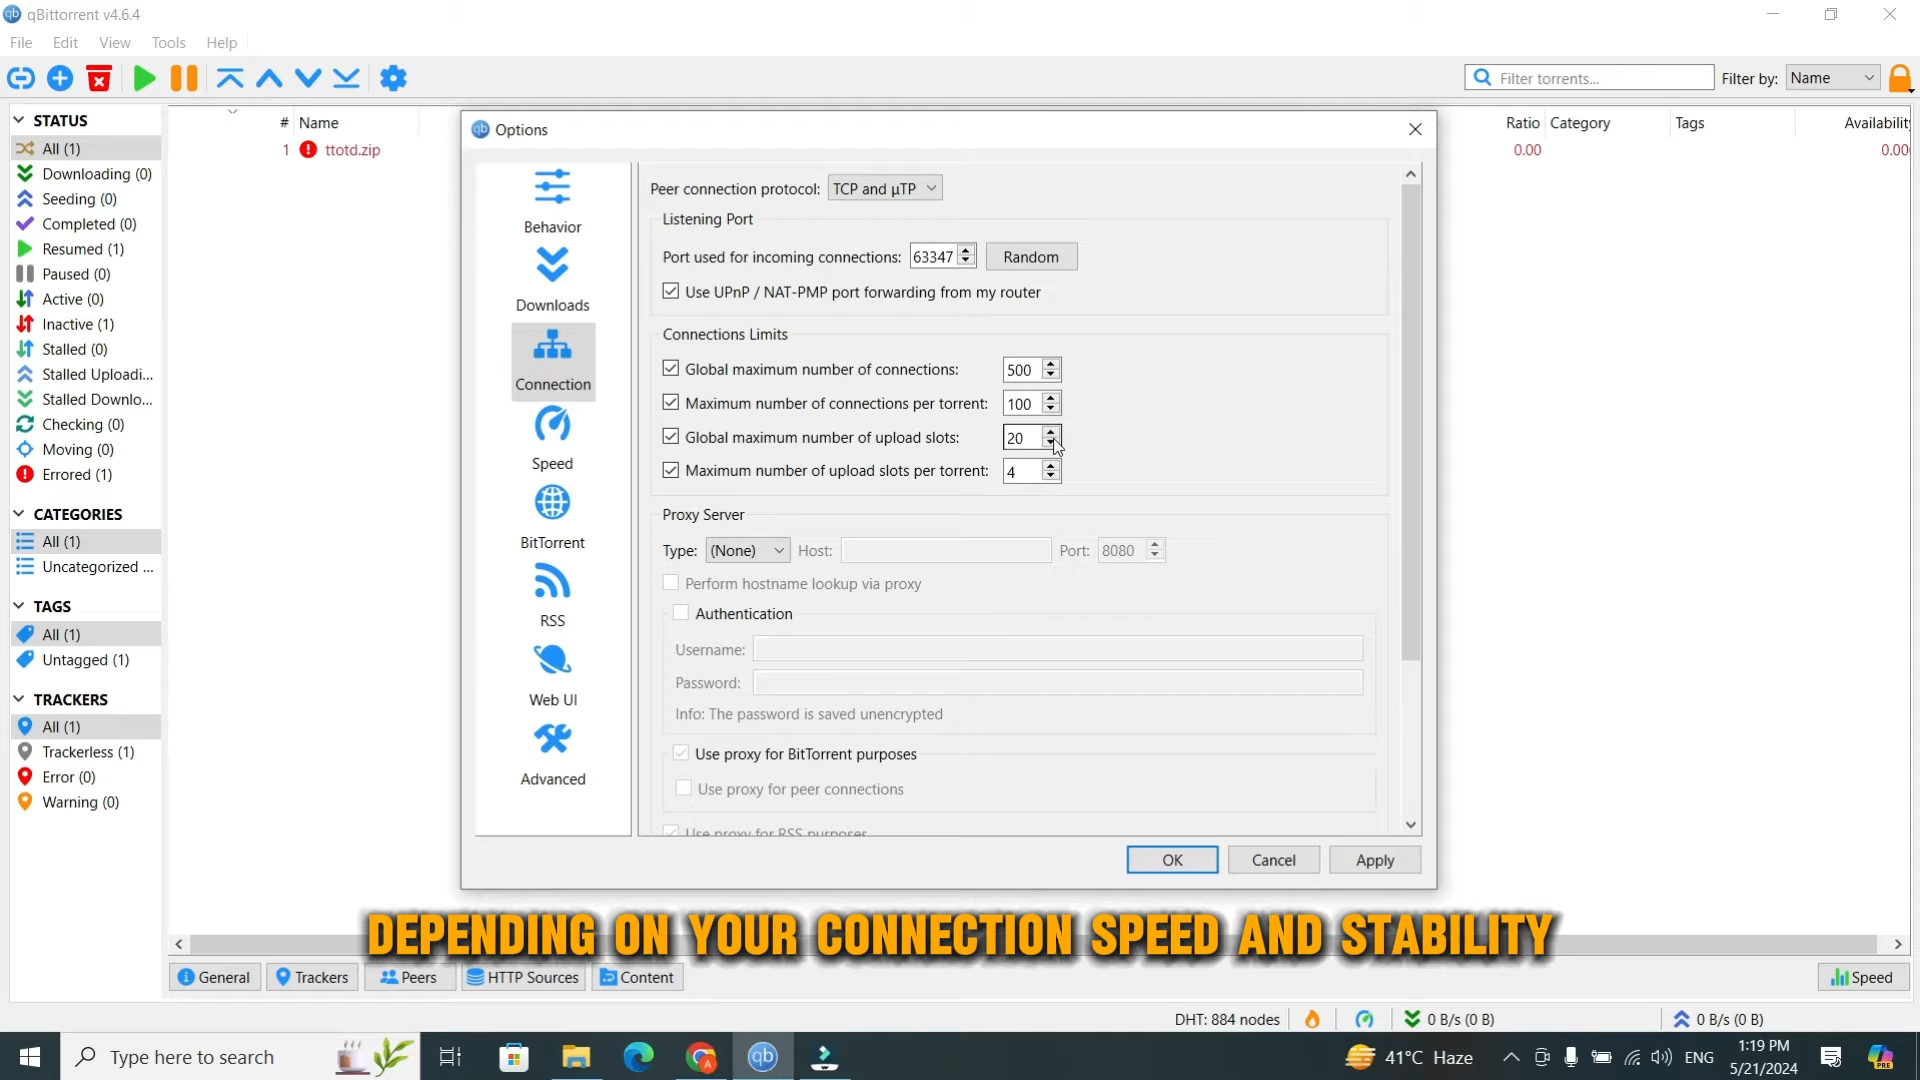 qBittorrent v4.6.4
File Edit View Tools Help
Filter torrents...
Filter by: Name
STATUS
All (1)
Downloading (0)
Seeding (0)
Completed (0)
Resumed (1)
Paused (0)
Active (0)
Inactive (1)
Stalled (0)
Stalled Uploadi...
Stalled Downlo...
Checking (0)
Moving (0)
Errored (1)
CATEGORIES
All (1)
Uncategorized ...
TAGS
All (1)
Untagged (1)
TRACKERS
All (1)
Trackerless (1)
Error (0)
Warning (0)
# Name
1 ttotd.zip
Ratio Category Tags Availability
0.00 0.00
Options
Behavior
Downloads
Connection
Speed
BitTorrent
RSS
Web UI
Advanced
Peer connection protocol: TCP and μTP
Listening Port
Port used for incoming connections: 63347 Random
Use UPnP / NAT-PMP port forwarding from my router
Connections Limits
Global maximum number of connections: 500
Maximum number of connections per torrent: 100
Global maximum number of upload slots: 20
Maximum number of upload slots per torrent: 4
Proxy Server
Type: (None) Host: Port: 8080
Perform hostname lookup via proxy
Authentication
Username:
Password:
Info: The password is saved unencrypted
Use proxy for BitTorrent purposes
Use proxy for peer connections
Use proxy for RSS purposes
OK Cancel Apply
DEPENDING ON YOUR CONNECTION SPEED AND STABILITY
General Trackers Peers HTTP Sources Content Speed
DHT: 884 nodes 0 B/s (0 B) 0 B/s (0 B)
Type here to search
41°C Haze
ENG
1:19 PM
5/21/2024
PRE